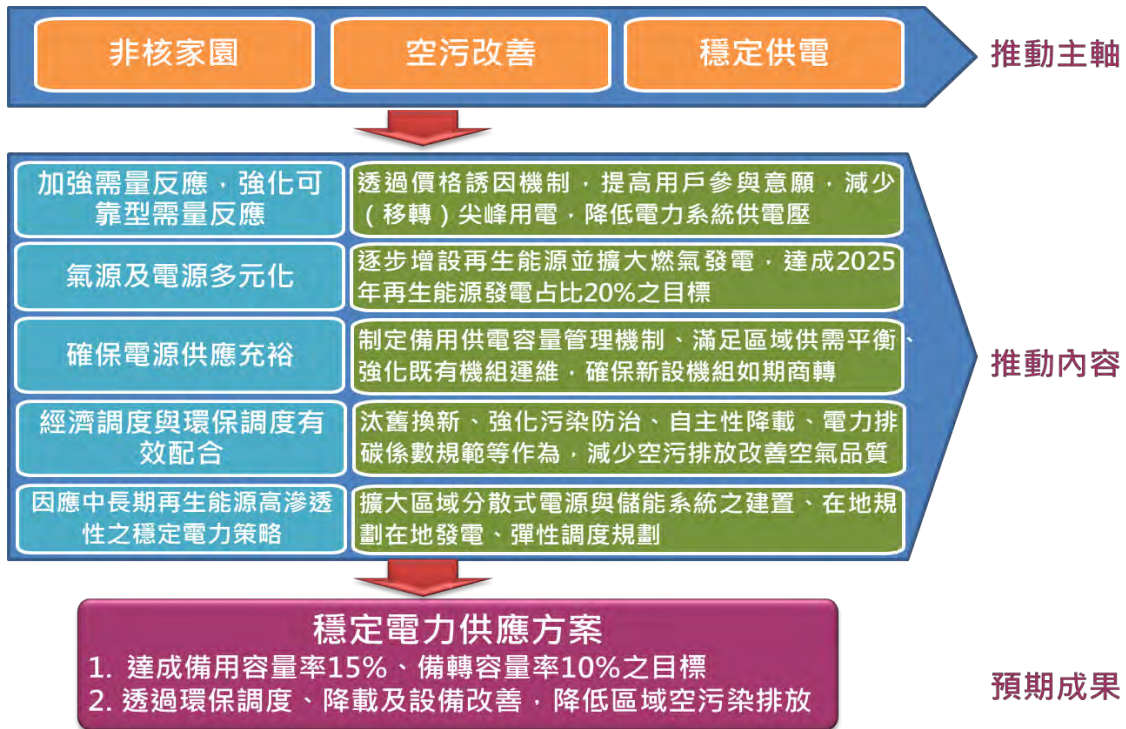 非核家園
空污改善
穩定供電
推動主軸
加強需量反應，強化可
靠型需量反應
透過價格誘因機制，提高用戶參與意願，減少
（移轉）尖峰用電，降低電力系統供電壓
氣源及電源多元化
逐步增設再生能源並擴大燃氣發電，達成2025
年再生能源發電占比20%之目標
確保電源供應充裕
制定備用供電容量管理機制、滿足區域供需平衡、
強化既有機組運維，確保新設機組如期商轉
經濟調度與環保調度有
效配合
汰舊換新、強化污染防治、自主性降載、電力排
碳係數規範等作為，減少空污排放改善空氣品質
因應中長期再生能源高滲透
性之穩定電力策略
擴大區域分散式電源與儲能系統之建置、在地規
劃在地發電、彈性調度規劃
推動內容
穩定電力供應方案
1. 達成備用容量率15%、備轉容量率10%之目標
2. 透過環保調度、降載及設備改善，降低區域空污染排放
預期成果